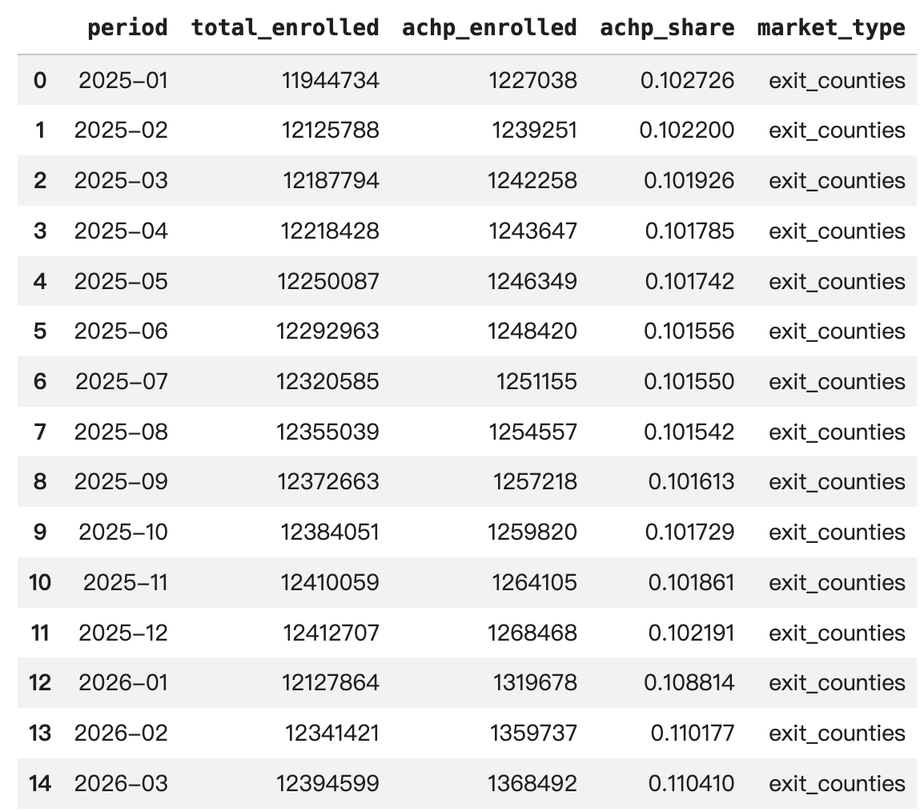 period total_enrolled achp_enrolled achp_share market_type
0 2025-01 11944734 1227038 0.102726 exit_counties
1 2025-02 12125788 1239251 0.102200 exit_counties
2 2025-03 12187794 1242258 0.101926 exit_counties
3 2025-04 12218428 1243647 0.101785 exit_counties
4 2025-05 12250087 1246349 0.101742 exit_counties
5 2025-06 12292963 1248420 0.101556 exit_counties
6 2025-07 12320585 1251155 0.101550 exit_counties
7 2025-08 12355039 1254557 0.101542 exit_counties
8 2025-09 12372663 1257218 0.101613 exit_counties
9 2025-10 12384051 1259820 0.101729 exit_counties
10 2025-11 12410059 1264105 0.101861 exit_counties
11 2025-12 12412707 1268468 0.102191 exit_counties
12 2026-01 12127864 1319678 0.108814 exit_counties
13 2026-02 12341421 1359737 0.110177 exit_counties
14 2026-03 12394599 1368492 0.110410 exit_counties